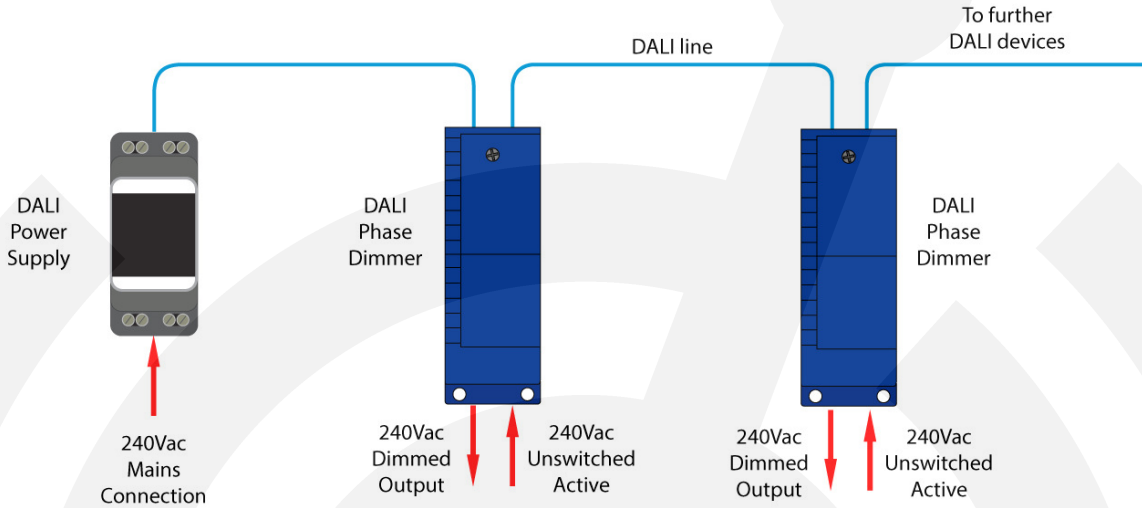 To further
DALI devices
DALI line
DALI
Power
Supply
DALI
Phase
Dimmer
DALI
Phase
Dimmer
240Vac
Mains
Connection
240Vac
Dimmed
Output
240Vac
Unswitched
Active
240Vac
Dimmed
Output
240Vac
Unswitched
Active